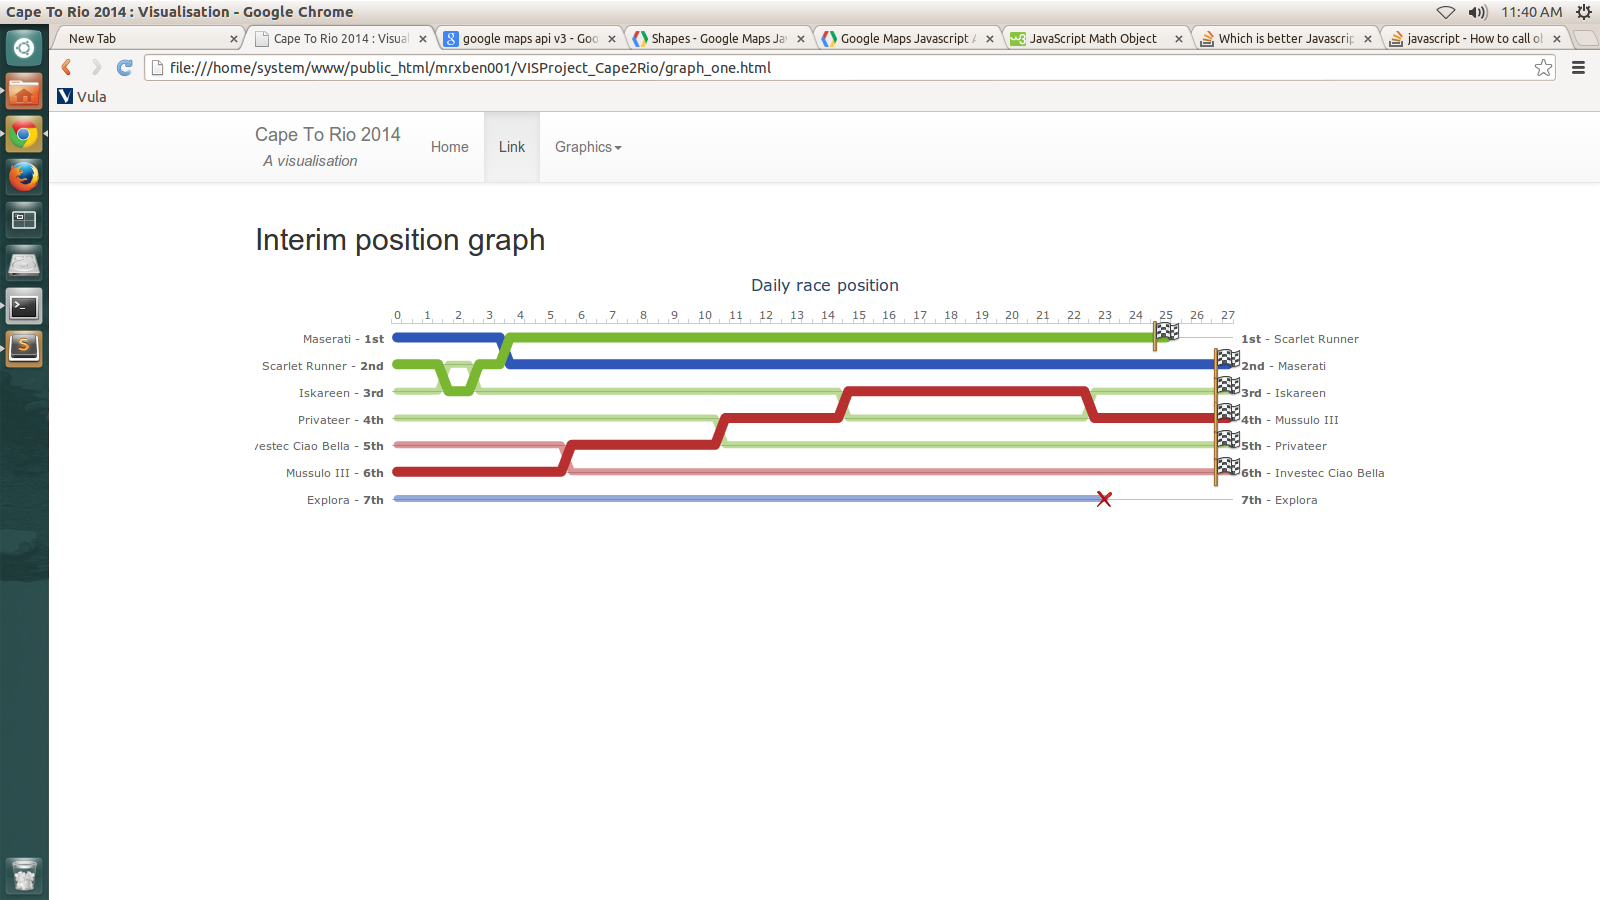 Cape To Rio 2014 : Visualisation - Google Chrome
11:40 AM
New Tab
Cape To Rio 2014 : Visual
google maps api v3 - Goo
Shapes - Google Maps Ja
Google Maps Javascript A
JavaScript Math Object
Which is better Javascrip
javascript - How to call ol
file:///home/system/www/public_html/mrxben001/VISProject_Cape2Rio/graph_one.html
Vula
Cape To Rio 2014
A visualisation
Home
Link
Graphics
Interim position graph
Daily race position
0 1 2 3 4 5 6 7 8 9 10 11 12 13 14 15 16 17 18 19 20 21 22 23 24 25 26 27
Maserati - 1st
1st - Scarlet Runner
Scarlet Runner - 2nd
2nd - Maserati
Iskareen - 3rd
3rd - Iskareen
Privateer - 4th
4th - Mussulo III
vestec Ciao Bella - 5th
5th - Privateer
Mussulo III - 6th
6th - Investec Ciao Bella
Explora - 7th
7th - Explora